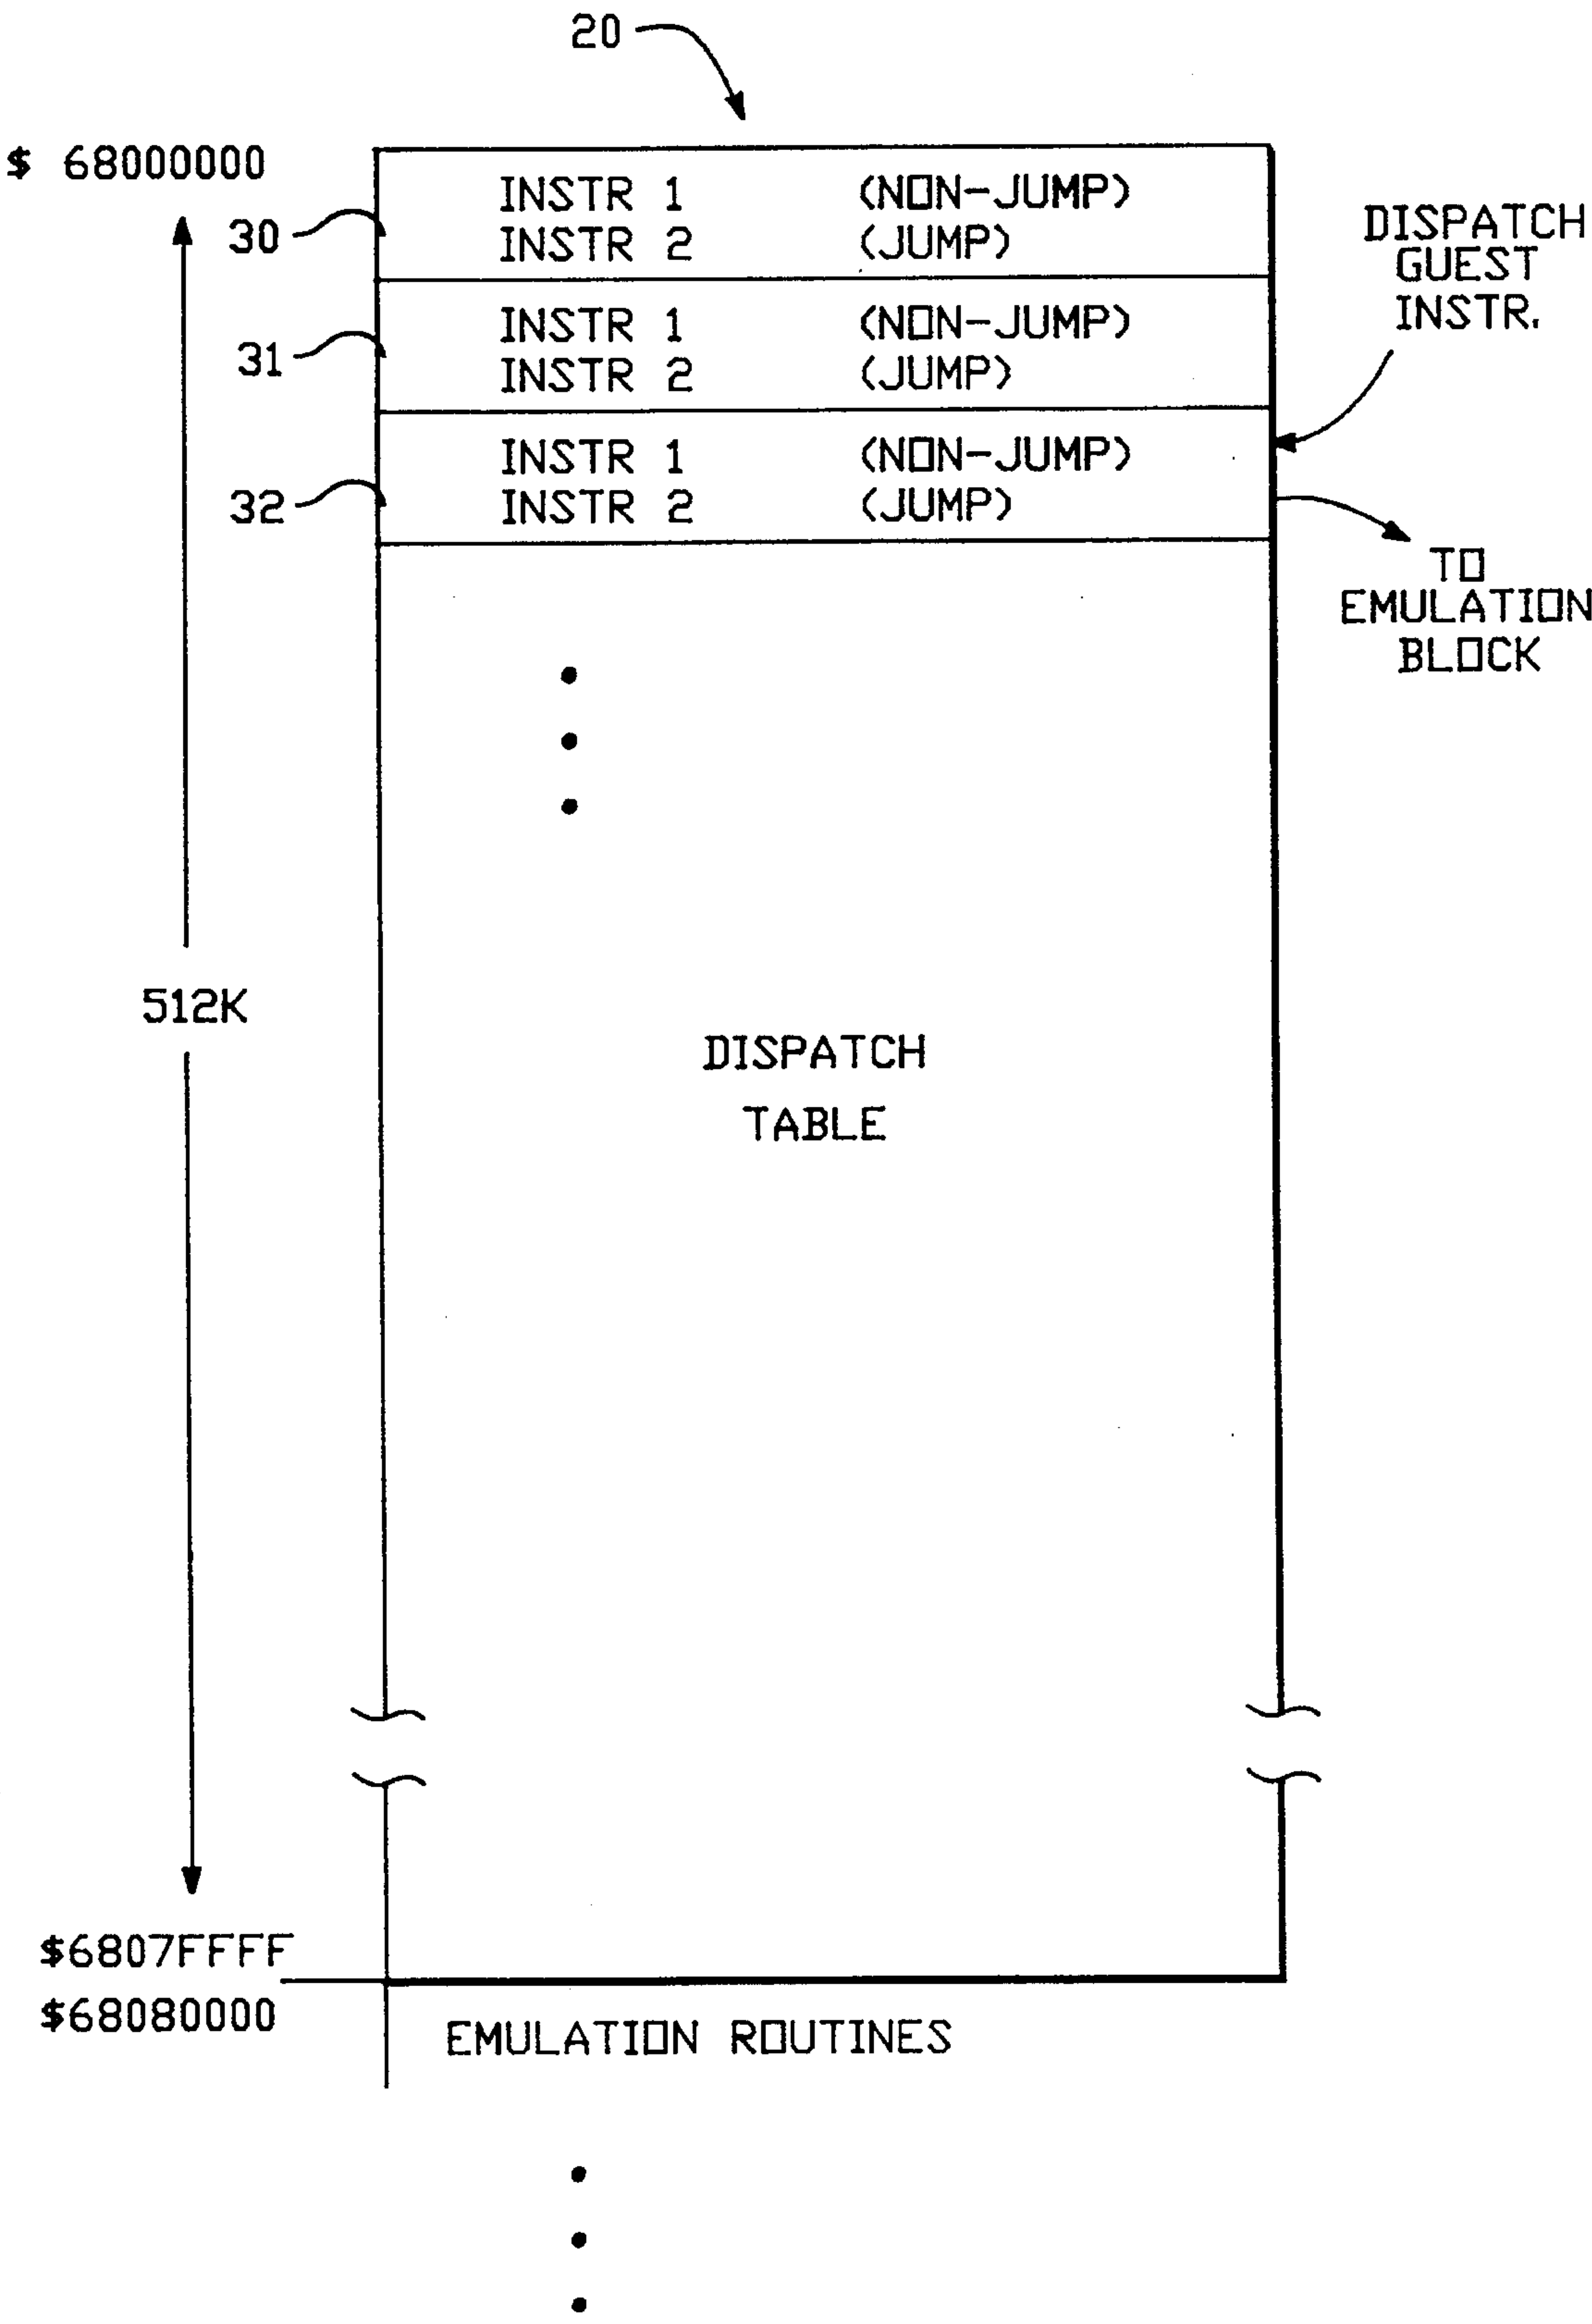 20
$ 68000000
30
INSTR 1 (NON-JUMP)
INSTR 2 (JUMP)
31
INSTR 1 (NON-JUMP)
INSTR 2 (JUMP)
32
INSTR 1 (NON-JUMP)
INSTR 2 (JUMP)
DISPATCH
GUEST
INSTR.
TO
EMULATION
BLOCK
512K
DISPATCH
TABLE
$6807FFFF
$68080000
EMULATION ROUTINES